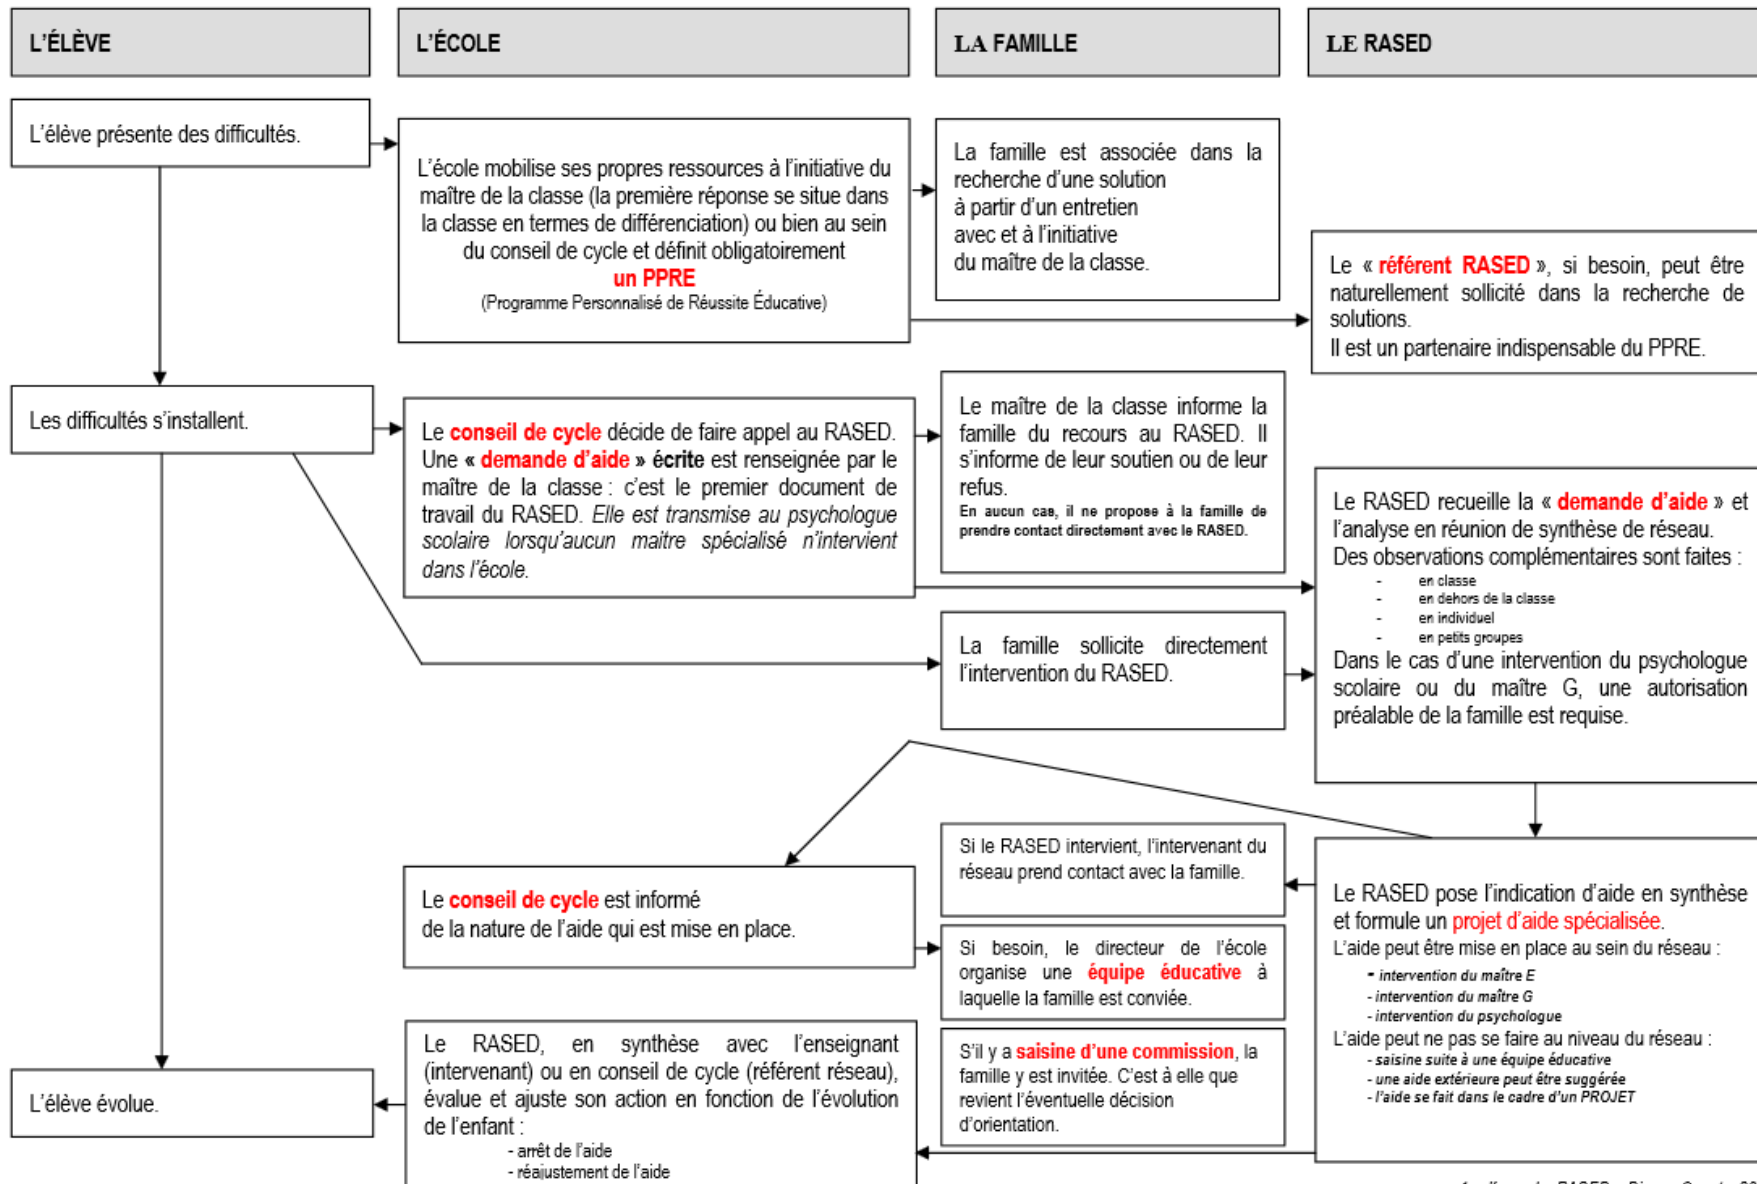 L'ÉLÈVE
L'ÉCOLE
LA FAMILLE
LE RASED
L'élève présente des difficultés.
L'école mobilise ses propres ressources à l'initiative du
maître de la classe (la première réponse se situe dans
la classe en termes de différenciation) ou bien au sein
du conseil de cycle et définit obligatoirement
un PPRE
(Programme Personnalisé de Réussite Éducative)
La famille est associée dans la
recherche d'une solution
à partir d'un entretien
avec et à l'initiative
du maître de la classe.
Le « référent RASED », si besoin, peut être
naturellement sollicité dans la recherche de
solutions.
Il est un partenaire indispensable du PPRE.
Les difficultés s'installent.
Le conseil de cycle décide de faire appel au RASED.
Une « demande d'aide » écrite est renseignée par le
maître de la classe : c'est le premier document de
travail du RASED. Elle est transmise au psychologue
scolaire lorsqu'aucun maître spécialisé n'intervient
dans l'école.
Le maître de la classe informe la
famille du recours au RASED. Il
s'informe de leur soutien ou de leur
refus.
En aucun cas, il ne propose à la famille de
prendre contact directement avec le RASED.
La famille sollicite directement
l'intervention du RASED.
Le RASED recueille la « demande d'aide » et
l'analyse en réunion de synthèse de réseau.
Des observations complémentaires sont faites :
- en classe
- en dehors de la classe
- en individuel
- en petits groupes
Dans le cas d'une intervention du psychologue
scolaire ou du maître G, une autorisation
préalable de la famille est requise.
Si le RASED intervient, l'intervenant du
réseau prend contact avec la famille.
Le conseil de cycle est informé
de la nature de l'aide qui est mise en place.
Si besoin, le directeur de l'école
organise une équipe éducative à
laquelle la famille est conviée.
Le RASED pose l'indication d'aide en synthèse
et formule un projet d'aide spécialisée.
L'aide peut être mise en place au sein du réseau :
- intervention du maître E
- intervention du maître G
- intervention du psychologue
L'aide peut ne pas se faire au niveau du réseau :
- saisine suite à une équipe éducative
- une aide extérieure peut être suggérée
- l'aide se fait dans le cadre d'un PROJET
S'il y a saisine d'une commission, la
famille y est invitée. C'est à elle que
revient l'éventuelle décision
d'orientation.
Le RASED, en synthèse avec l'enseignant
(intervenant) ou en conseil de cycle (référent réseau),
évalue et ajuste son action en fonction de l'évolution
de l'enfant :
- arrêt de l'aide
- réajustement de l'aide
L'élève évolue.